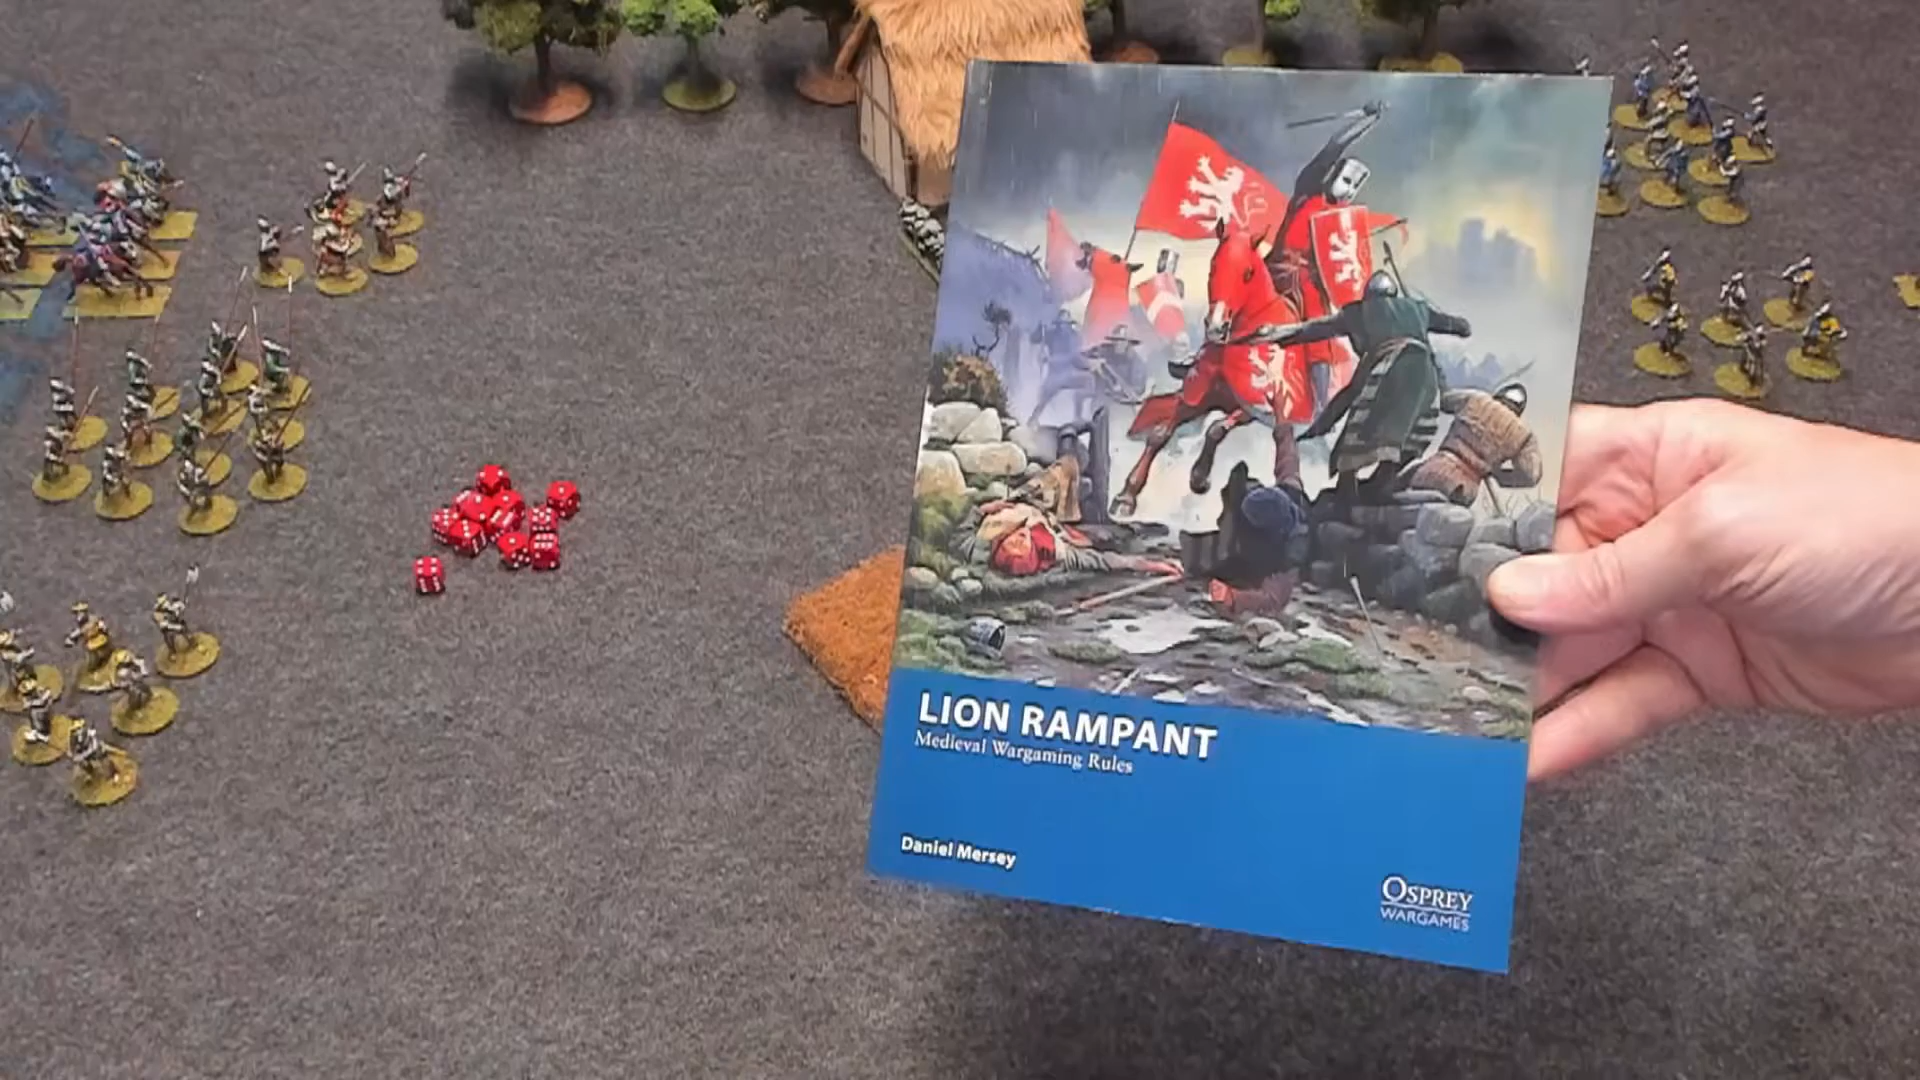 LION RAMPANT
Medieval Wargaming Rules
Daniel Mersey
OSPREY
WARGAMES